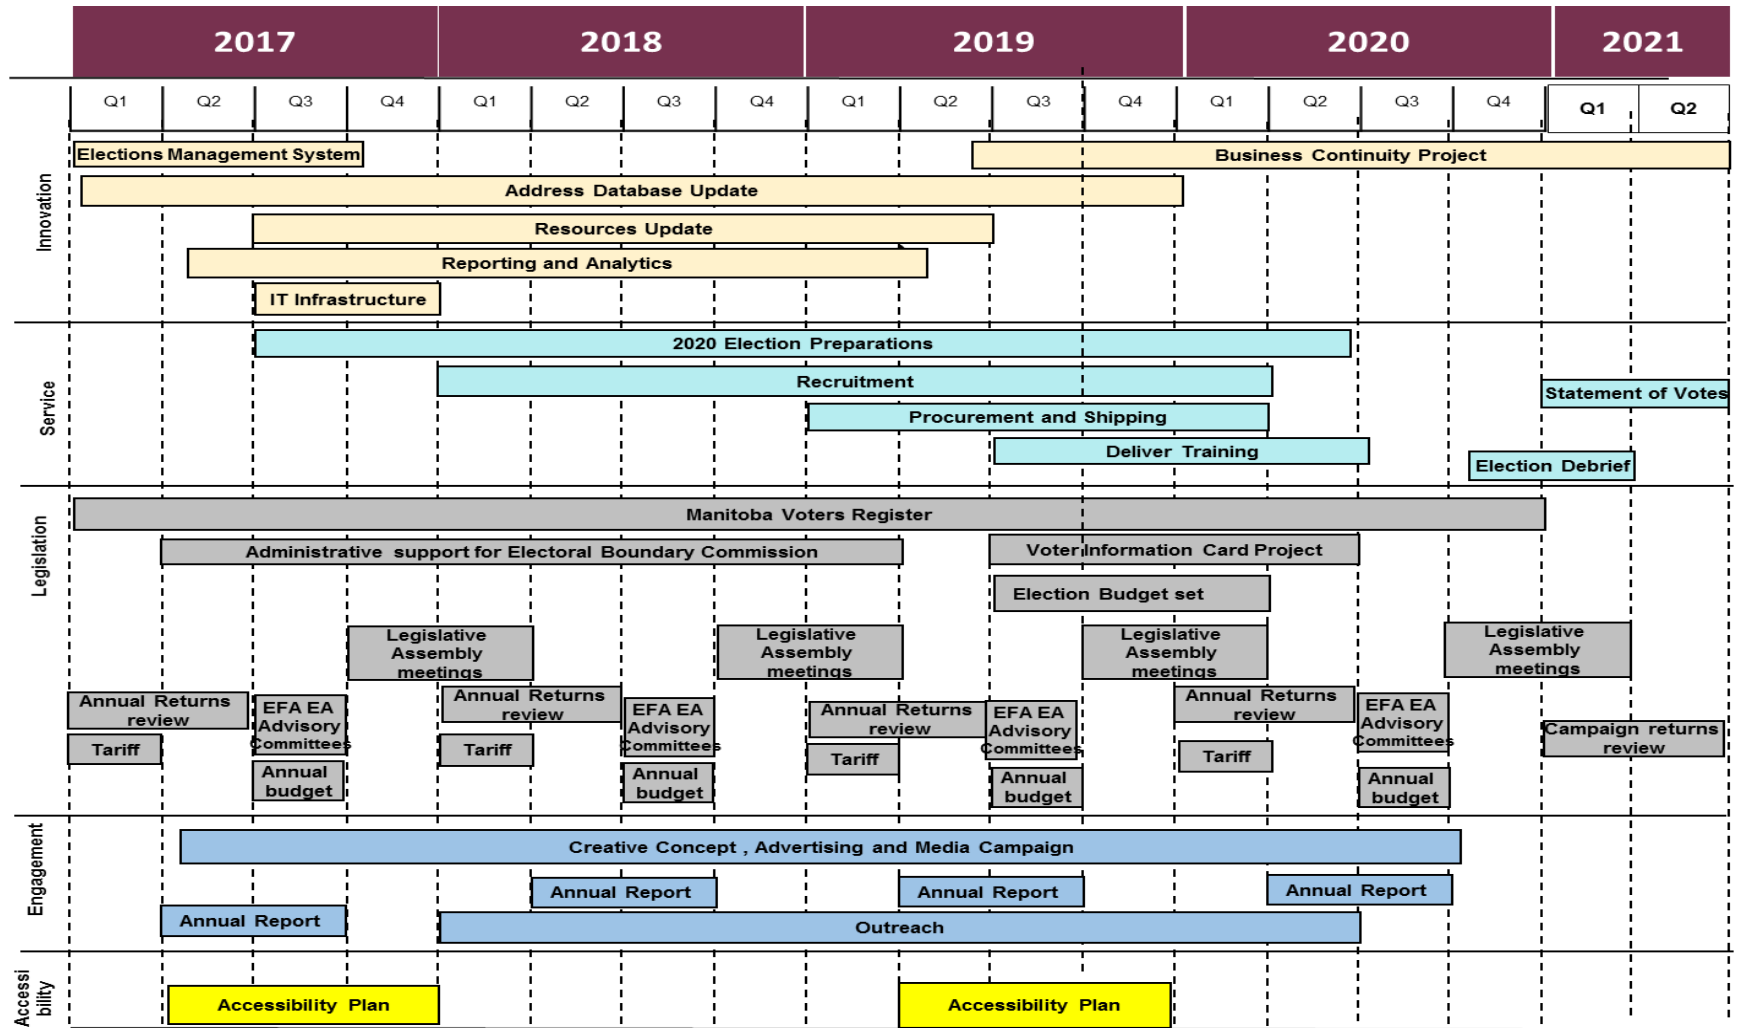 2017 2018 2019 2020 2021
Q1 Q2 Q3 Q4 Q1 Q2 Q3 Q4 Q1 Q2 Q3 Q4 Q1 Q2 Q3 Q4 Q1 Q2
Innovation
Elections Management System
Business Continuity Project
Address Database Update
Resources Update
Reporting and Analytics
IT Infrastructure
Service
2020 Election Preparations
Recruitment
Statement of Votes
Procurement and Shipping
Deliver Training
Election Debrief
Legislation
Manitoba Voters Register
Administrative support for Electoral Boundary Commission
Voter Information Card Project
Election Budget set
Legislative
Assembly
meetings
Legislative
Assembly
meetings
Legislative
Assembly
meetings
Legislative
Assembly
meetings
Annual Returns
review
EFA EA
Advisory
Committees
Annual Returns
review
EFA EA
Advisory
Committees
Annual Returns
review
EFA EA
Advisory
Committees
Annual Returns
review
EFA EA
Advisory
Committees
Campaign returns
review
Tariff
Annual
budget
Tariff
Annual
budget
Tariff
Annual
budget
Tariff
Annual
budget
Engagement
Creative Concept , Advertising and Media Campaign
Annual Report
Annual Report
Annual Report
Annual Report
Outreach
Accessi
bility
Accessibility Plan
Accessibility Plan